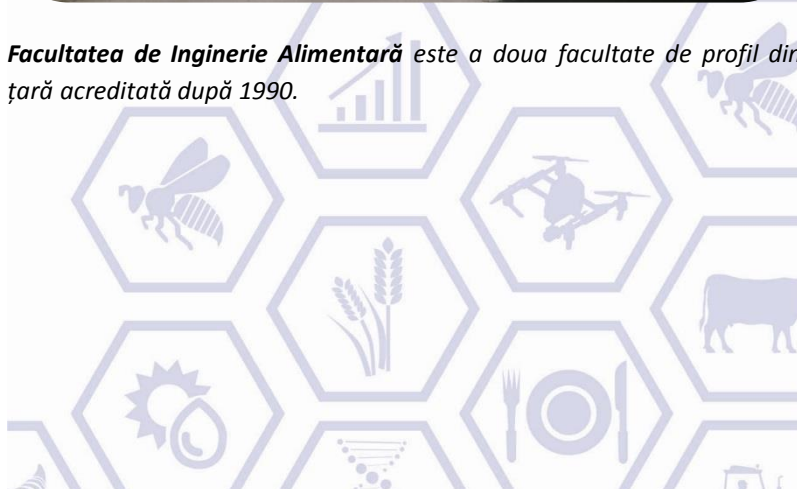 Facultatea de Inginerie Alimentară este a doua facultate de profil din
țară acreditată după 1990.